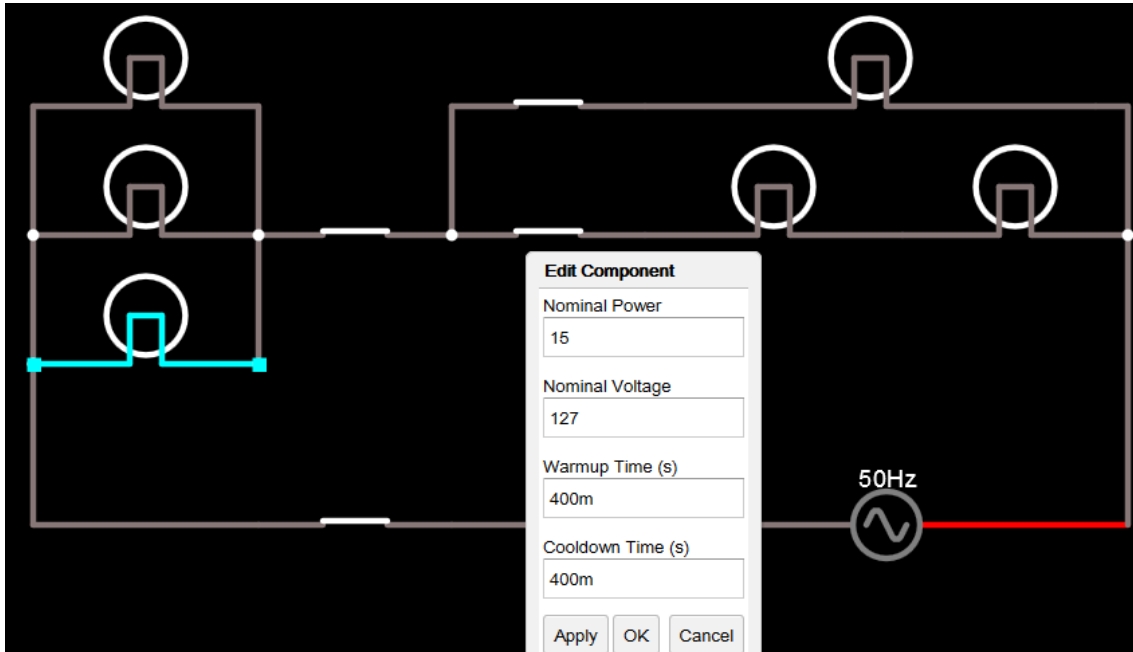 Edit Component
Nominal Power
15
Nominal Voltage
127
Warmup Time (s)
400m
50Hz
Cooldown Time (s)
400m
Apply OK Cancel